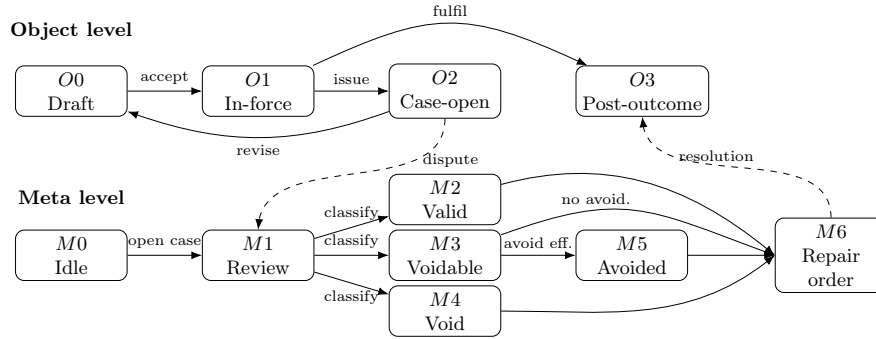 fulfil
Object level
O0
Draft
accept
O1
In-force
issue
O2
Case-open
O3
Post-outcome
revise
dispute
resolution
Meta level
M0
Idle
open case
M1
Review
classify
classify
classify
M2
Valid
no avoid.
M3
Voidable
avoid eff.
M5
Avoided
M4
Void
M6
Repair
order